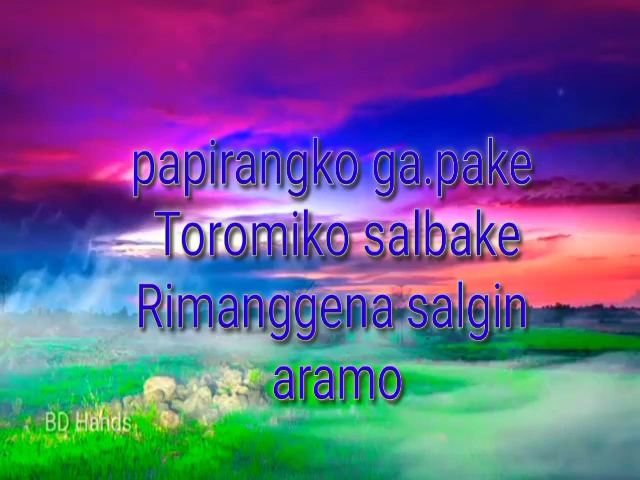 papirangko ga.pake
Toromiko salbake
Rimanggena salgin
aramo
BD Hands